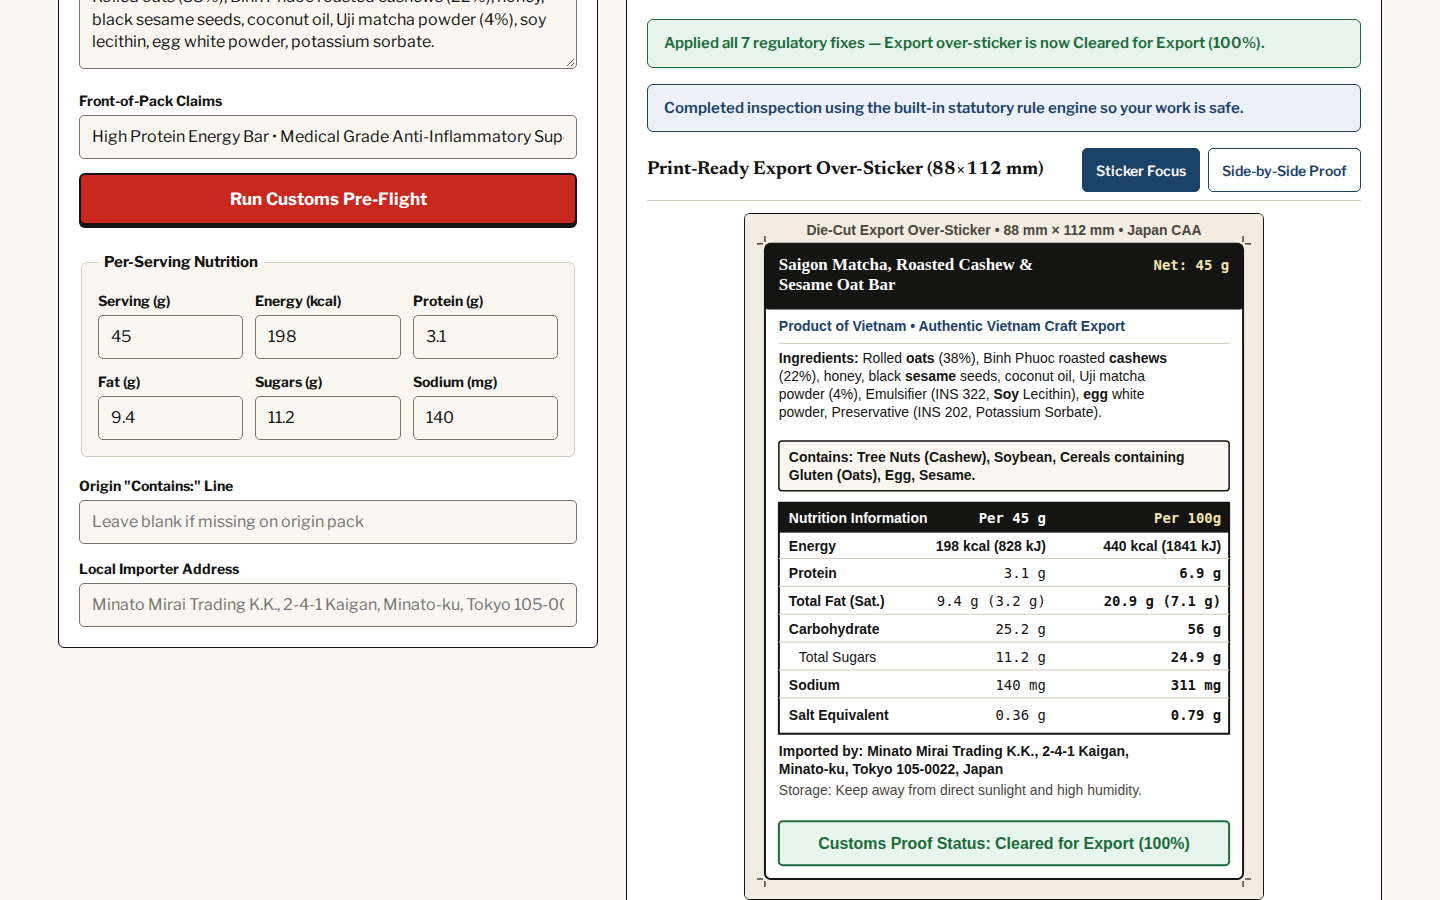 black sesame seeds, coconut oil, Uji matcha powder (4%), soy
lecithin, egg white powder, potassium sorbate.
Front-of-Pack Claims
High Protein Energy Bar • Medical Grade Anti-Inflammatory Sup
Run Customs Pre-Flight
Per-Serving Nutrition
Serving (g)
Energy (kcal)
Protein (g)
45
198
3.1
Fat (g)
Sugars (g)
Sodium (mg)
9.4
11.2
140
Origin "Contains:" Line
Leave blank if missing on origin pack
Local Importer Address
Minato Mirai Trading K.K., 2-4-1 Kaigan, Minato-ku, Tokyo 105-00
Applied all 7 regulatory fixes — Export over-sticker is now Cleared for Export (100%).
Completed inspection using the built-in statutory rule engine so your work is safe.
Print-Ready Export Over-Sticker (88×112 mm)
Sticker Focus
Side-by-Side Proof
Die-Cut Export Over-Sticker • 88 mm × 112 mm • Japan CAA
Saigon Matcha, Roasted Cashew &
Sesame Oat Bar
Net: 45 g
Product of Vietnam • Authentic Vietnam Craft Export
Ingredients: Rolled oats (38%), Binh Phuoc roasted cashews
(22%), honey, black sesame seeds, coconut oil, Uji matcha
powder (4%), Emulsifier (INS 322, Soy Lecithin), egg white
powder, Preservative (INS 202, Potassium Sorbate).
Contains: Tree Nuts (Cashew), Soybean, Cereals containing
Gluten (Oats), Egg, Sesame.
Nutrition Information Per 45 g Per 100g
Energy 198 kcal (828 kJ) 440 kcal (1841 kJ)
Protein 3.1 g 6.9 g
Total Fat (Sat.) 9.4 g (3.2 g) 20.9 g (7.1 g)
Carbohydrate 25.2 g 56 g
Total Sugars 11.2 g 24.9 g
Sodium 140 mg 311 mg
Salt Equivalent 0.36 g 0.79 g
Imported by: Minato Mirai Trading K.K., 2-4-1 Kaigan,
Minato-ku, Tokyo 105-0022, Japan
Storage: Keep away from direct sunlight and high humidity.
Customs Proof Status: Cleared for Export (100%)